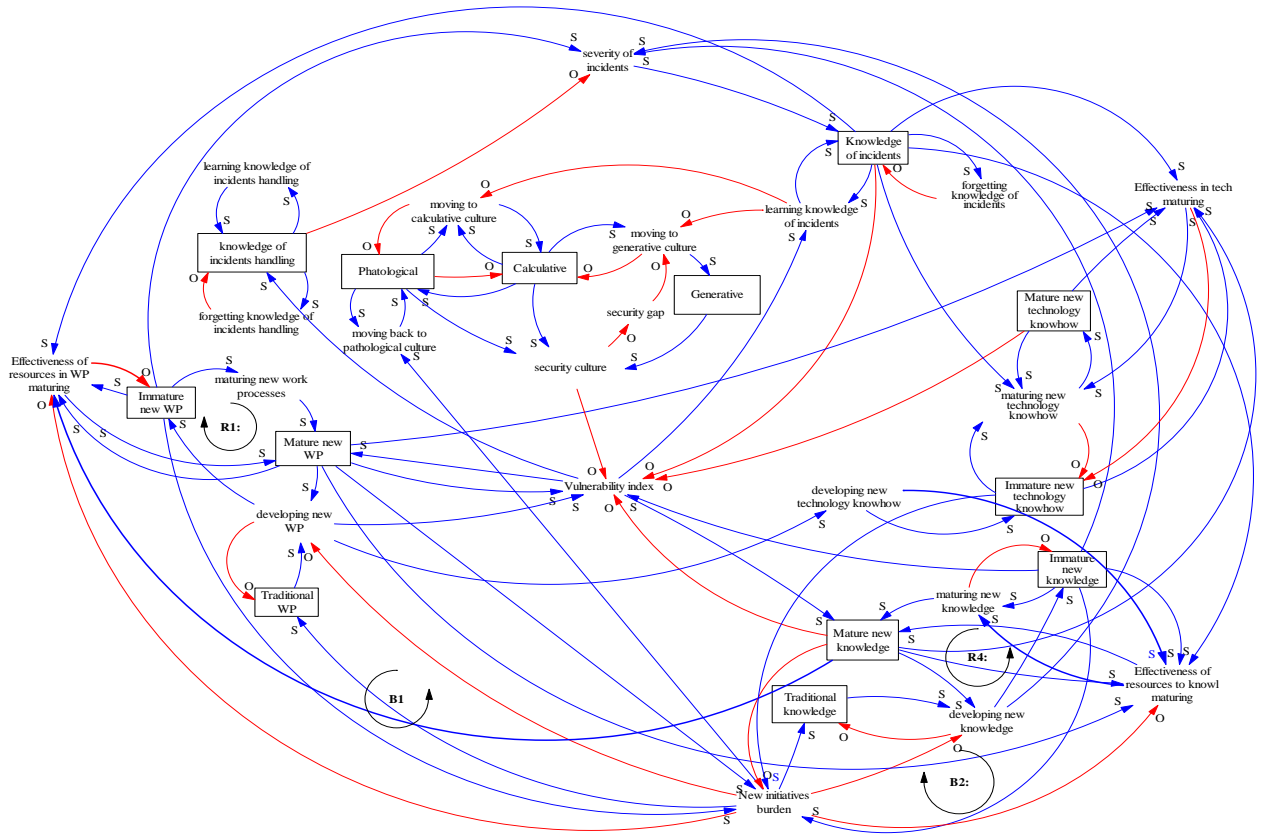 severity of
incidents
Knowledge
of incidents
learning knowledge of
incidents handling
forgetting
knowledge of
incidents
Effectiveness in tech
maturing
moving to
calculative culture
learning knowledge
of incidents
knowledge of
incidents handling
moving to
generative culture
Phatological
Calculative
Generative
Mature new
technology
knowhow
forgetting knowledge of
incidents handling
security gap
moving back to
pathological culture
security culture
Effectiveness of
resources in WP
maturing
Immature
new WP
maturing new work
processes
maturing new
technology
knowhow
R1:
Mature new
WP
Vulnerability index
developing new
technology knowhow
Immature new
technology
knowhow
developing new
WP
Immature
new
knowledge
Traditional
WP
maturing new
knowledge
Mature new
knowledge
R4:
Effectiveness of
resources to knowl
maturing
B1
Traditional
knowledge
developing new
knowledge
B2:
New initiatives
burden
S
O